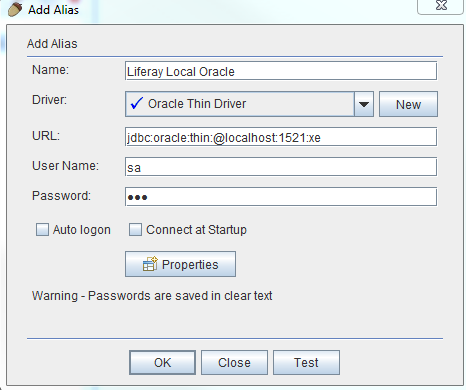 Add Alias
Add Alias
Name: Liferay Local Oracle
Driver: Oracle Thin Driver New
URL: jdbc:oracle:thin:@localhost:1521:xe
User Name: sa
Password: ●●●
Auto logon Connect at Startup
Properties
Warning - Passwords are saved in clear text
OK Close Test